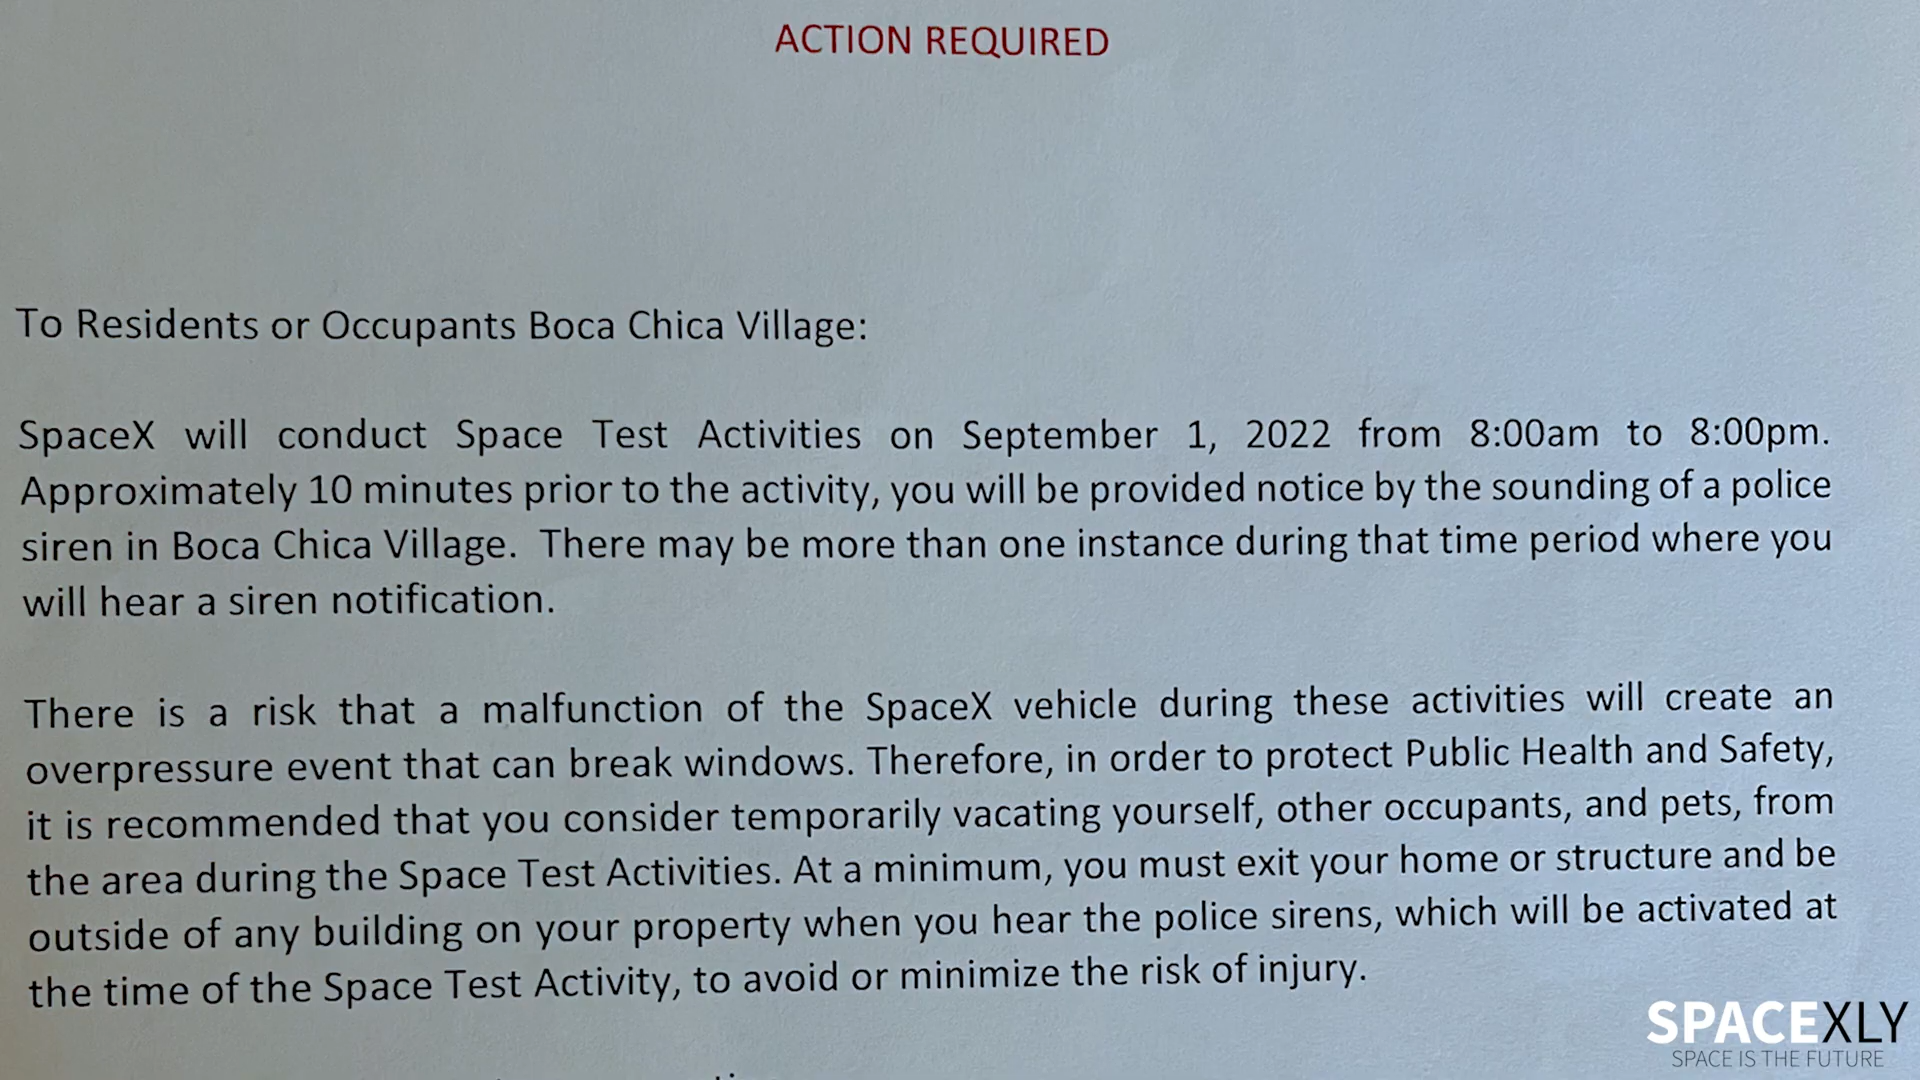 ACTION REQUIRED
To Residents or Occupants Boca Chica Village:
SpaceX will conduct Space Test Activities on September 1, 2022 from 8:00am to 8:00pm.
Approximately 10 minutes prior to the activity, you will be provided notice by the sounding of a police
siren in Boca Chica Village. There may be more than one instance during that time period where you
will hear a siren notification.
There is a risk that a malfunction of the SpaceX vehicle during these activities will create an
overpressure event that can break windows. Therefore, in order to protect Public Health and Safety,
it is recommended that you consider temporarily vacating yourself, other occupants, and pets, from
the area during the Space Test Activities. At a minimum, you must exit your home or structure and be
outside of any building on your property when you hear the police sirens, which will be activated at
the time of the Space Test Activity, to avoid or minimize the risk of injury.
SPACEXLY
SPACE IS THE FUTURE